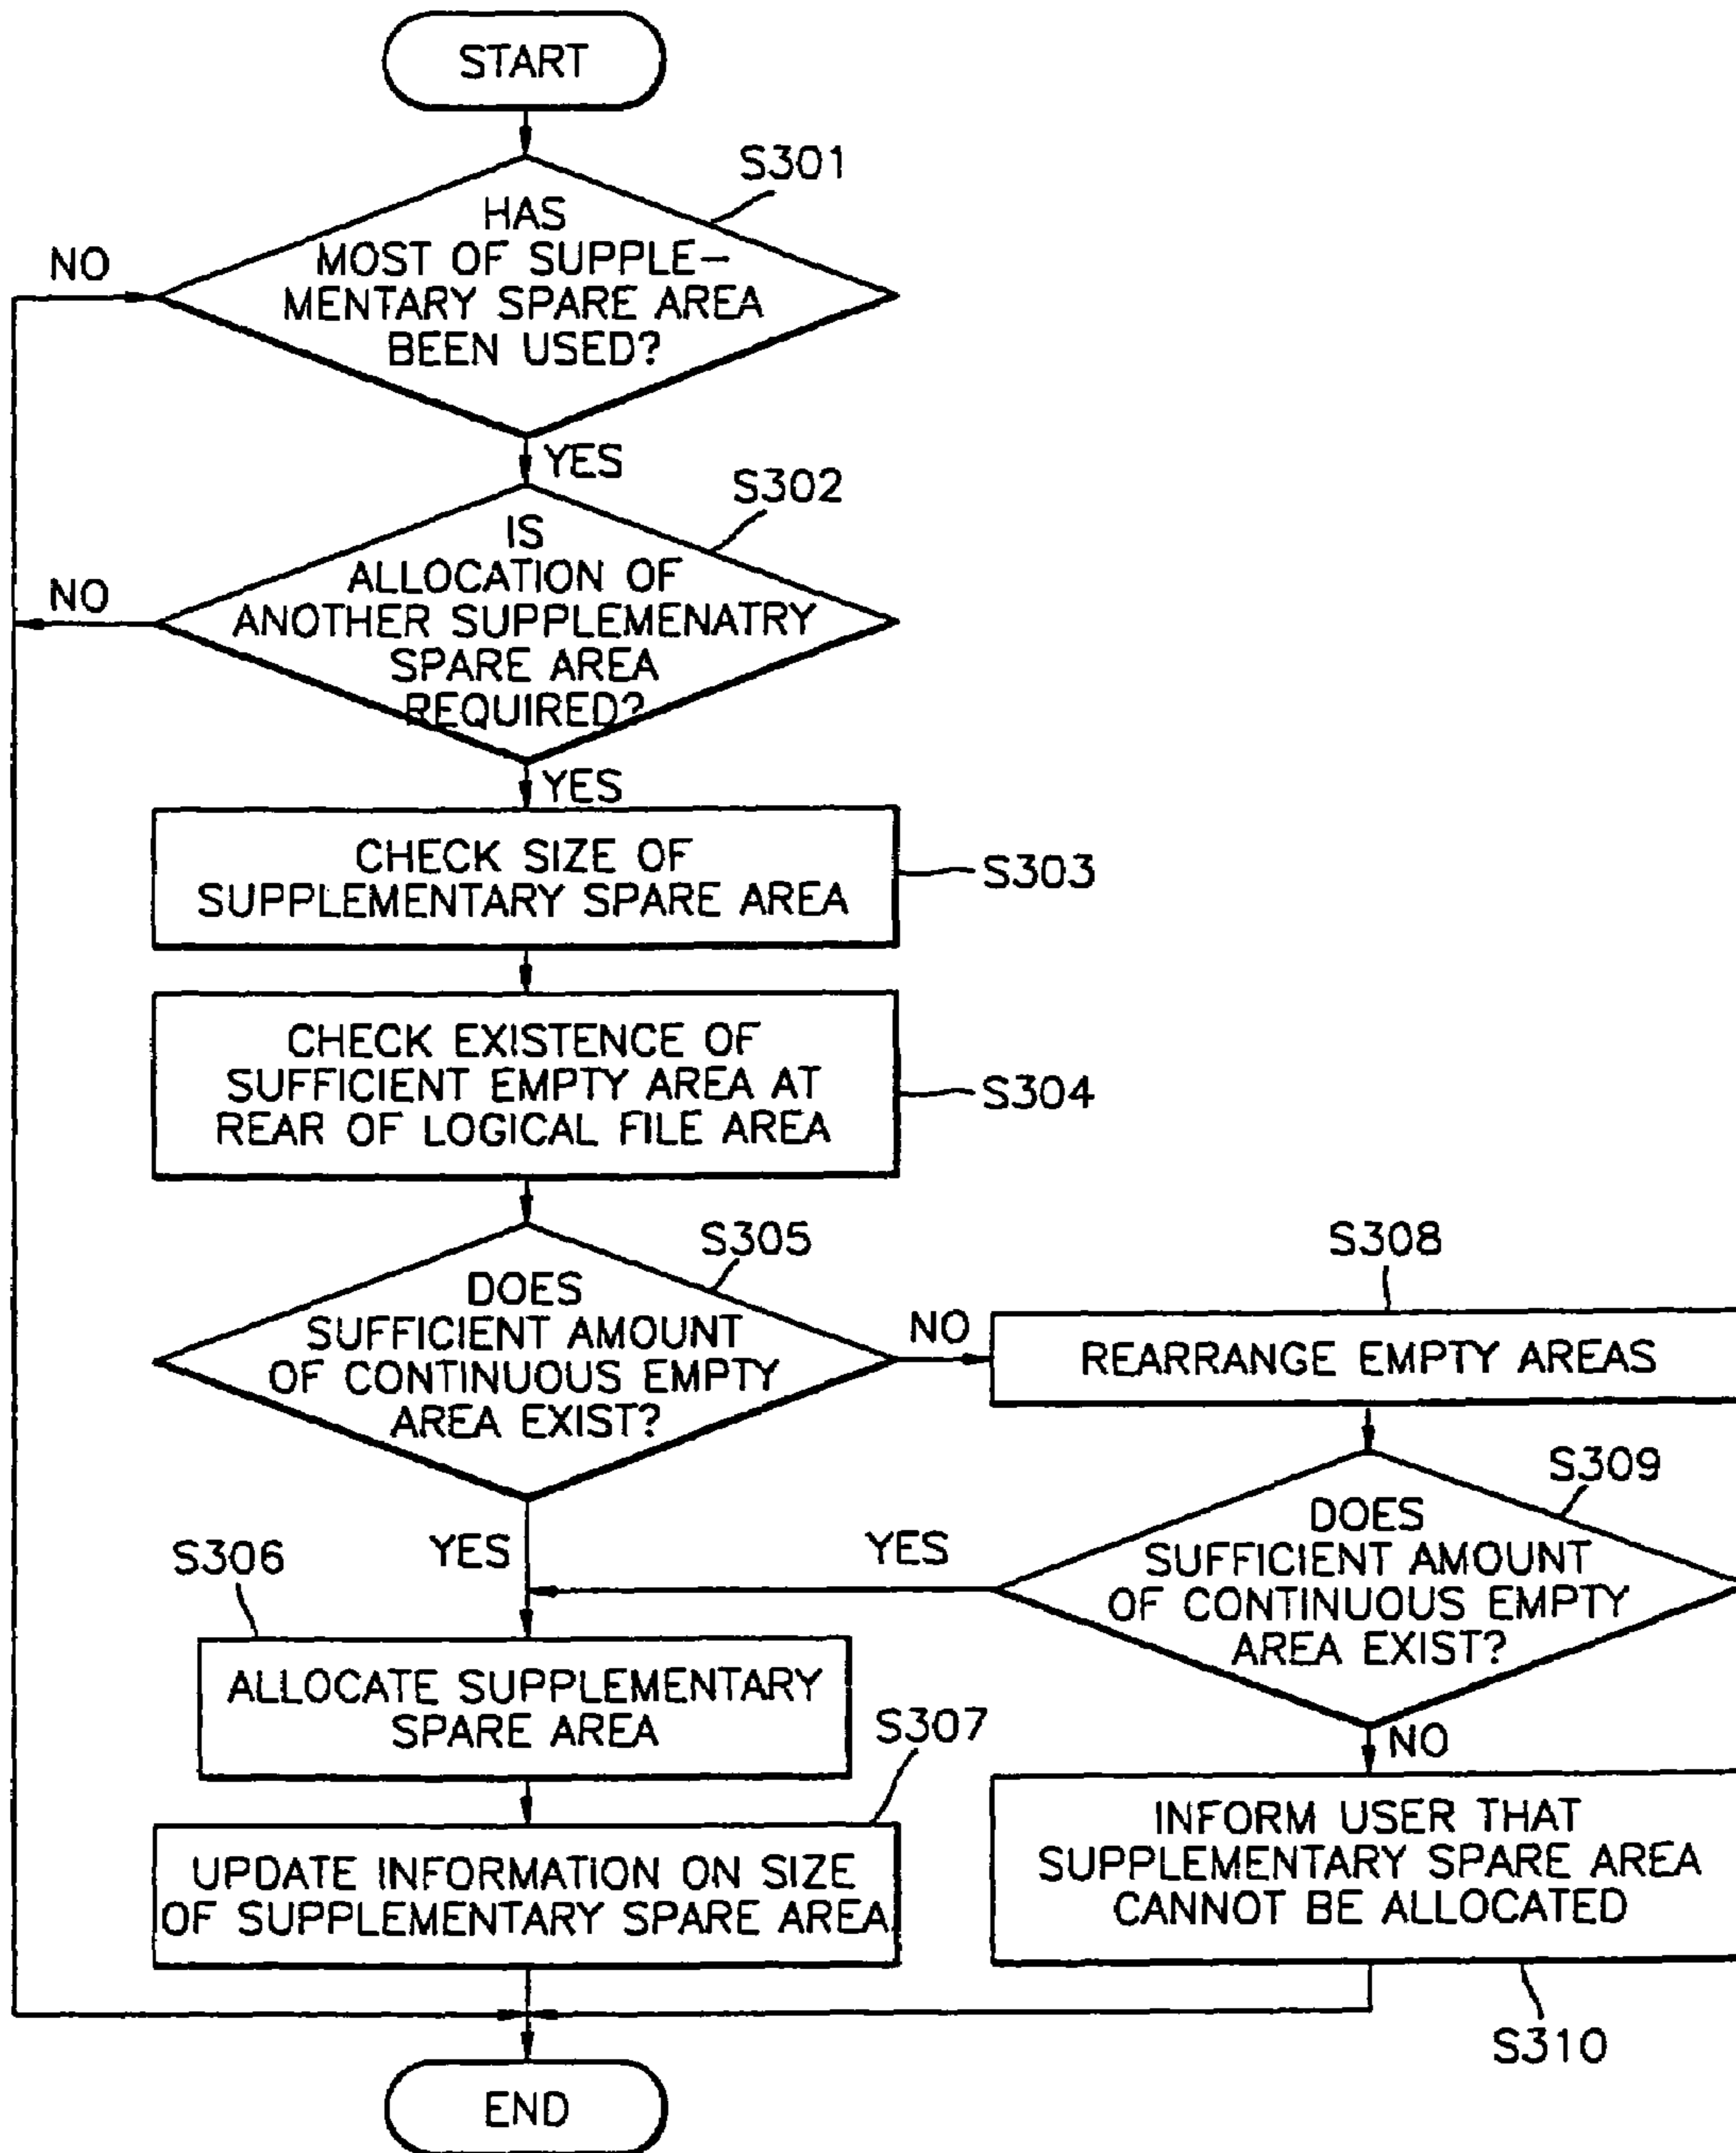 START
S301
HAS
MOST OF SUPPLE-
MENTARY SPARE AREA
BEEN USED?
NO
YES
S302
IS
ALLOCATION OF
ANOTHER SUPPLEMENATRY
SPARE AREA
REQUIRED?
NO
YES
CHECK SIZE OF
SUPPLEMENTARY SPARE AREA
S303
CHECK EXISTENCE OF
SUFFICIENT EMPTY AREA AT
REAR OF LOGICAL FILE AREA
S304
S305
DOES
SUFFICIENT AMOUNT
OF CONTINUOUS EMPTY
AREA EXIST?
NO
YES
S308
REARRANGE EMPTY AREAS
S309
DOES
SUFFICIENT AMOUNT
OF CONTINUOUS EMPTY
AREA EXIST?
YES
NO
S306
ALLOCATE SUPPLEMENTARY
SPARE AREA
S307
UPDATE INFORMATION ON SIZE
OF SUPPLEMENTARY SPARE AREA
INFORM USER THAT
SUPPLEMENTARY SPARE AREA
CANNOT BE ALLOCATED
S310
END